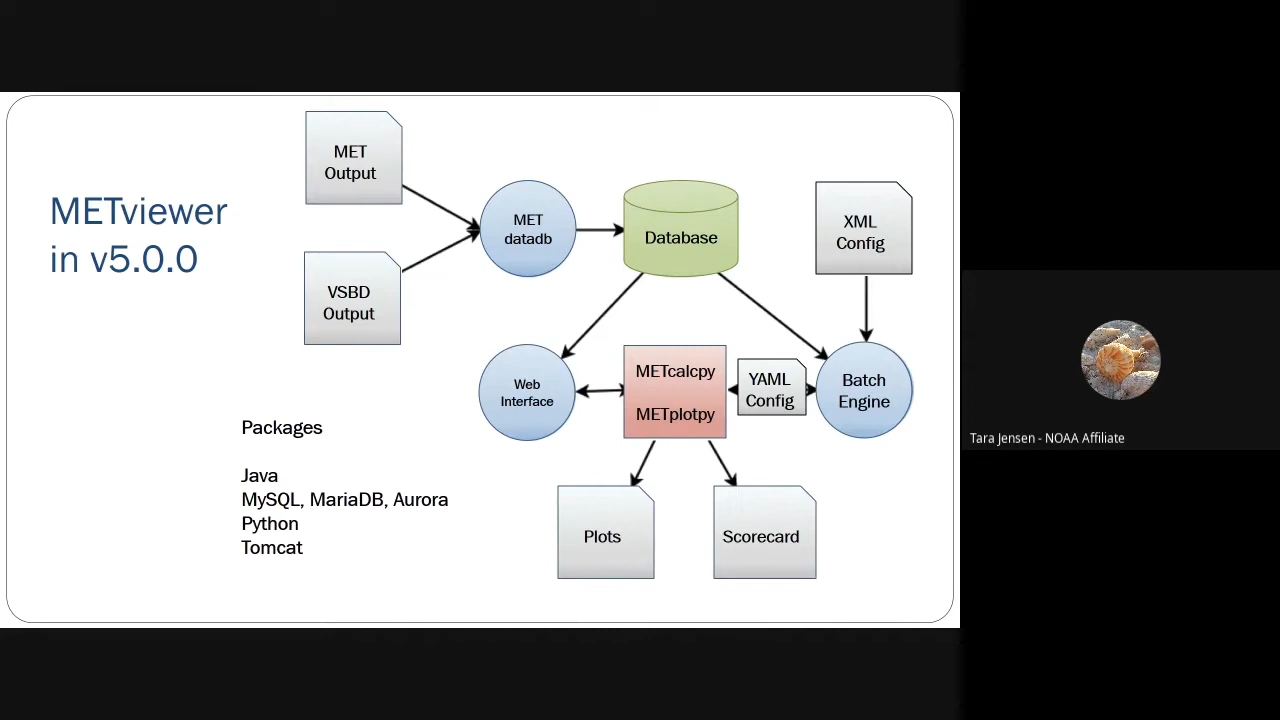 METviewer
in v5.0.0
MET
Output
VSBD
Output
MET
datadb
Database
XML
Config
Web
Interface
METcalcpy
METplotpy
YAML
Config
Batch
Engine
Plots
Scorecard
Packages
Java
MySQL, MariaDB, Aurora
Python
Tomcat
Tara Jensen - NOAA Affiliate